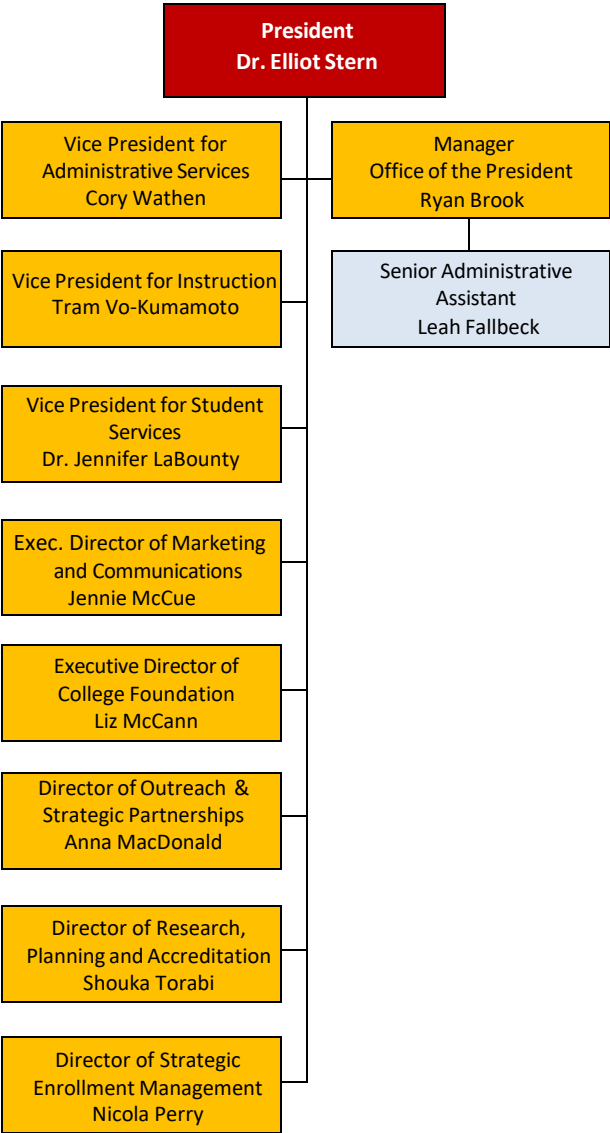 President
Dr. Elliot Stern
Vice President for
Administrative Services
Cory Wathen
Manager
Office of the President
Ryan Brook
Vice President for Instruction
Tram Vo-Kumamoto
Senior Administrative
Assistant
Leah Fallbeck
Vice President for Student
Services
Dr. Jennifer LaBounty
Exec. Director of Marketing
and Communications
Jennie McCue
Executive Director of
College Foundation
Liz McCann
Director of Outreach & 
Strategic Partnerships
Anna MacDonald
Director of Research,
Planning and Accreditation
Shouka Torabi
Director of Strategic
Enrollment Management
Nicola Perry